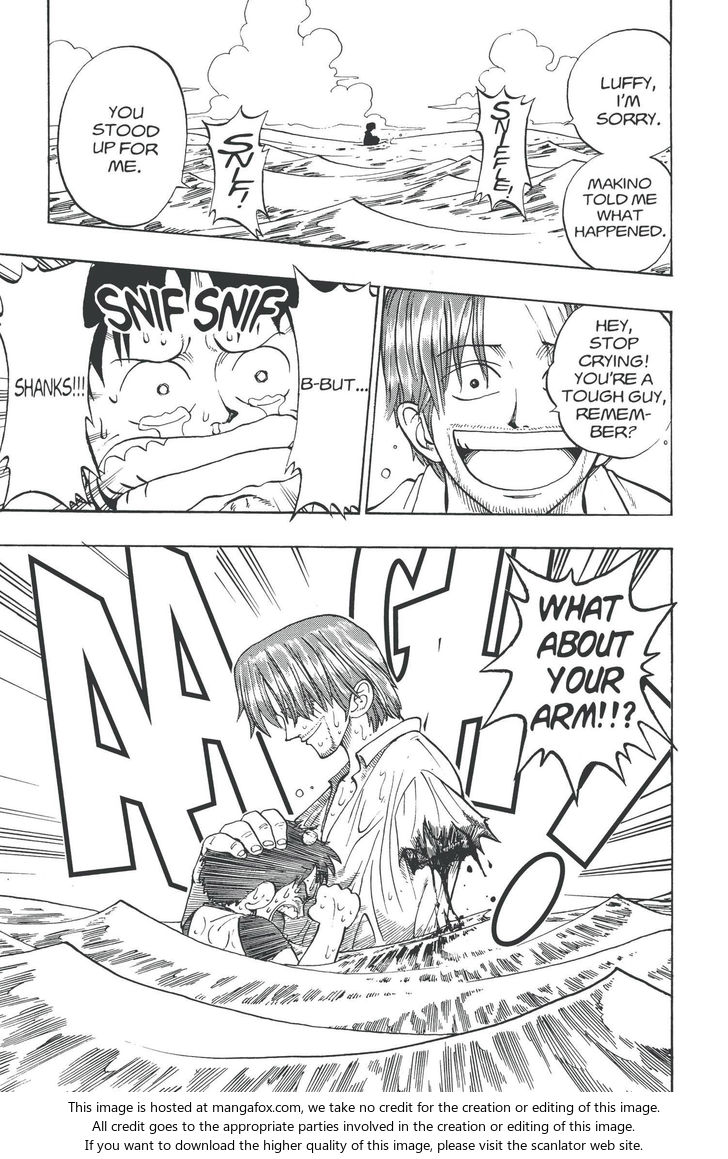 LUFFY,
I'M
SORRY.
MAKINO
TOLD ME
WHAT
HAPPENED.
SNIFFLE!
SNIF!
YOU
STOOD
UP FOR
ME.
HEY,
STOP
CRYING!
YOU'RE A
TOUGH GUY,
REMEM-
BER?
B-BUT...
SNIF SNIF
SHANKS!!!
WHAT
ABOUT
YOUR
ARM!!?
This image is hosted at mangafox.com, we take no credit for the creation or editing of this image.
All credit goes to the appropriate parties involved in the creation or editing of this image.
If you want to download the higher quality of this image, please visit the scanlator web site.